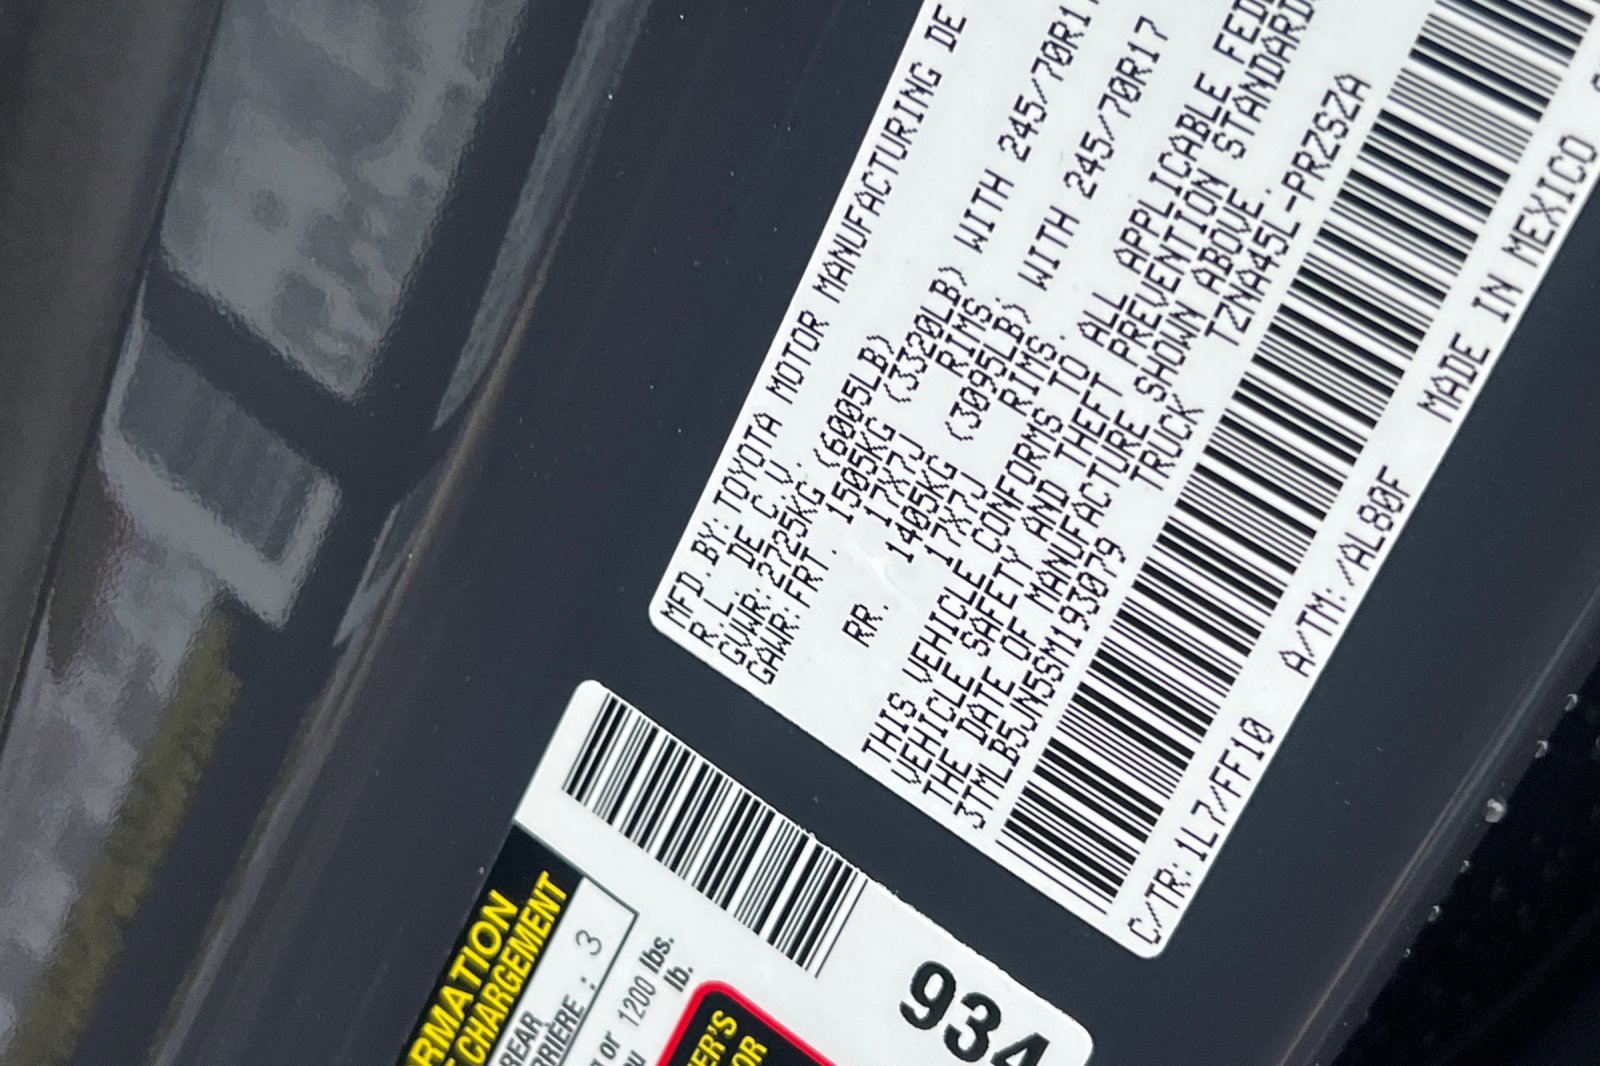 MFD. BY: TOYOTA MOTOR MANUFACTURING DE
R. L. DE C.V.
GVWR: 2725KG (6005LB)
GAWR: FRT. 1505KG (3320LB) WITH 245/70R17
17X7J RIMS.
RR. 1405KG (3095LB) WITH 245/70R17
17X7J RIMS.
THIS VEHICLE CONFORMS TO ALL APPLICABLE
VEHICLE SAFETY AND THEFT PREVENTION STANDARD
THE DATE OF MANUFACTURE SHOWN ABOVE.
3TMLB5JN5SM193079 TRUCK TZNA45L-PRZSZA
C/TR: 1L7/FF10 A/TM: /AL80F MADE IN MEXICO
934
RMATION
CHARGEMENT
REAR
RRIÈRE : 3
or 1200 lbs.
lb.
ER'S
OR